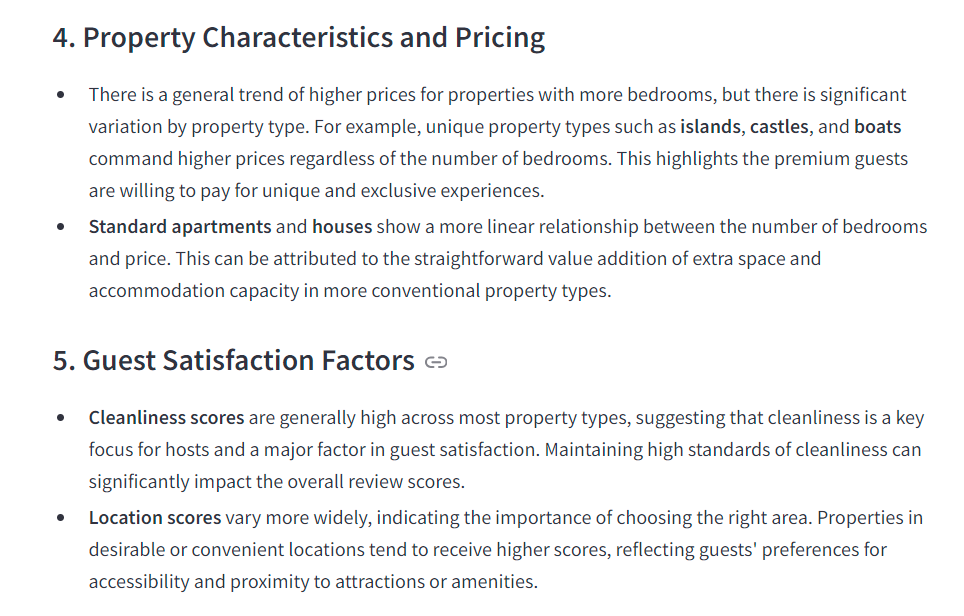 4. Property Characteristics and Pricing
• There is a general trend of higher prices for properties with more bedrooms, but there is significant
variation by property type. For example, unique property types such as islands, castles, and boats
command higher prices regardless of the number of bedrooms. This highlights the premium guests
are willing to pay for unique and exclusive experiences.
• Standard apartments and houses show a more linear relationship between the number of bedrooms
and price. This can be attributed to the straightforward value addition of extra space and
accommodation capacity in more conventional property types.
5. Guest Satisfaction Factors
• Cleanliness scores are generally high across most property types, suggesting that cleanliness is a key
focus for hosts and a major factor in guest satisfaction. Maintaining high standards of cleanliness can
significantly impact the overall review scores.
• Location scores vary more widely, indicating the importance of choosing the right area. Properties in
desirable or convenient locations tend to receive higher scores, reflecting guests' preferences for
accessibility and proximity to attractions or amenities.